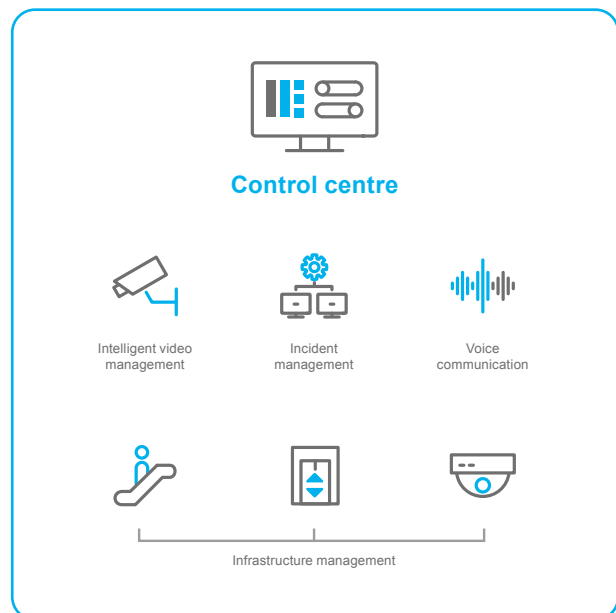 Control centre
Intelligent video
management
Incident
management
Voice
communication
Infrastructure management